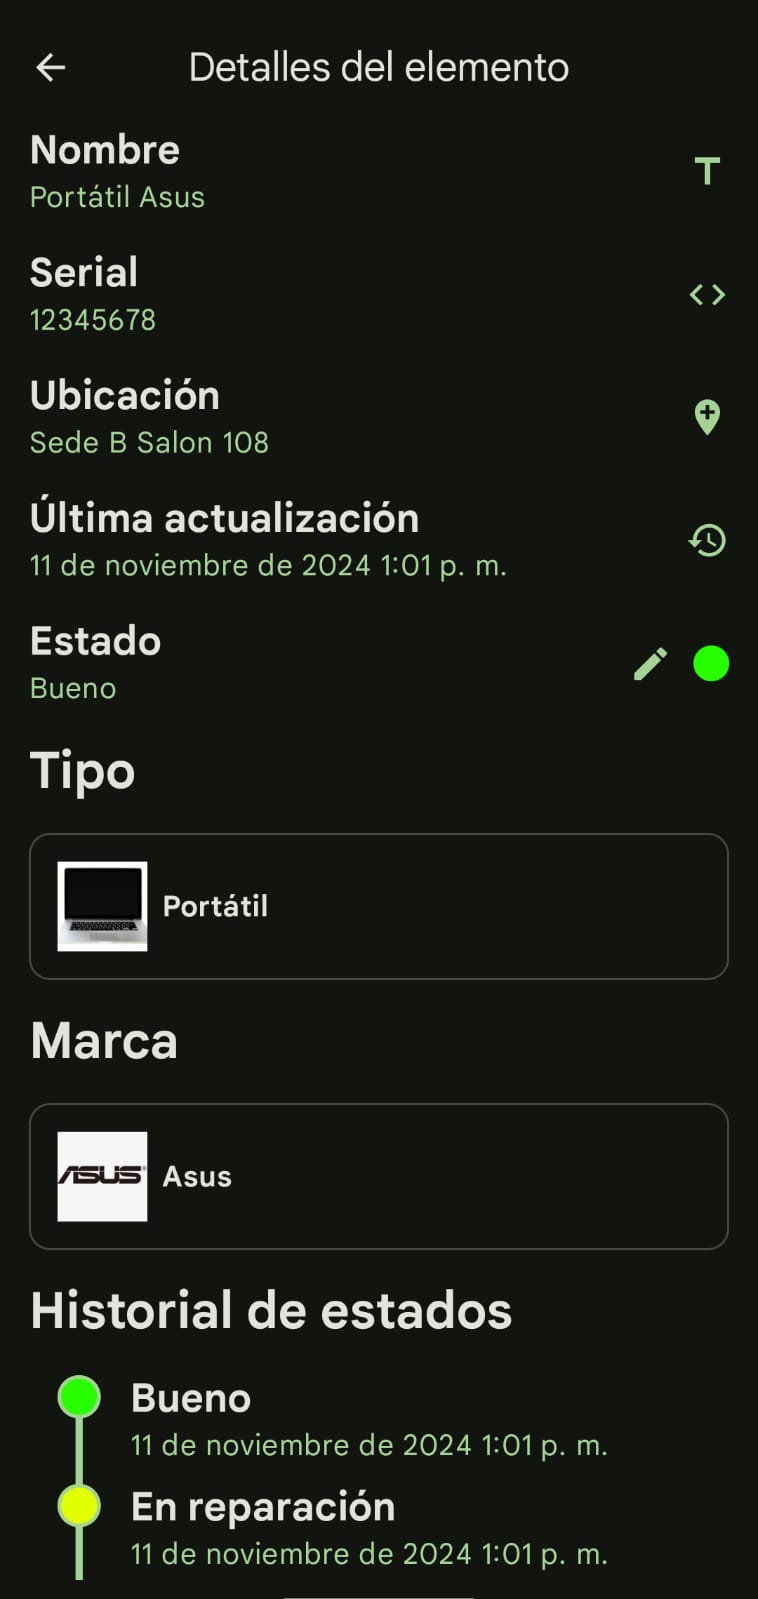 Detalles del elemento
Nombre
Portátil Asus
Serial
12345678
Ubicación
Sede B Salon 108
Última actualización
11 de noviembre de 2024 1:01 p. m.
Estado
Bueno
Tipo
Portátil
Marca
ASUS
Asus
Historial de estados
Bueno
11 de noviembre de 2024 1:01 p. m.
En reparación
11 de noviembre de 2024 1:01 p. m.